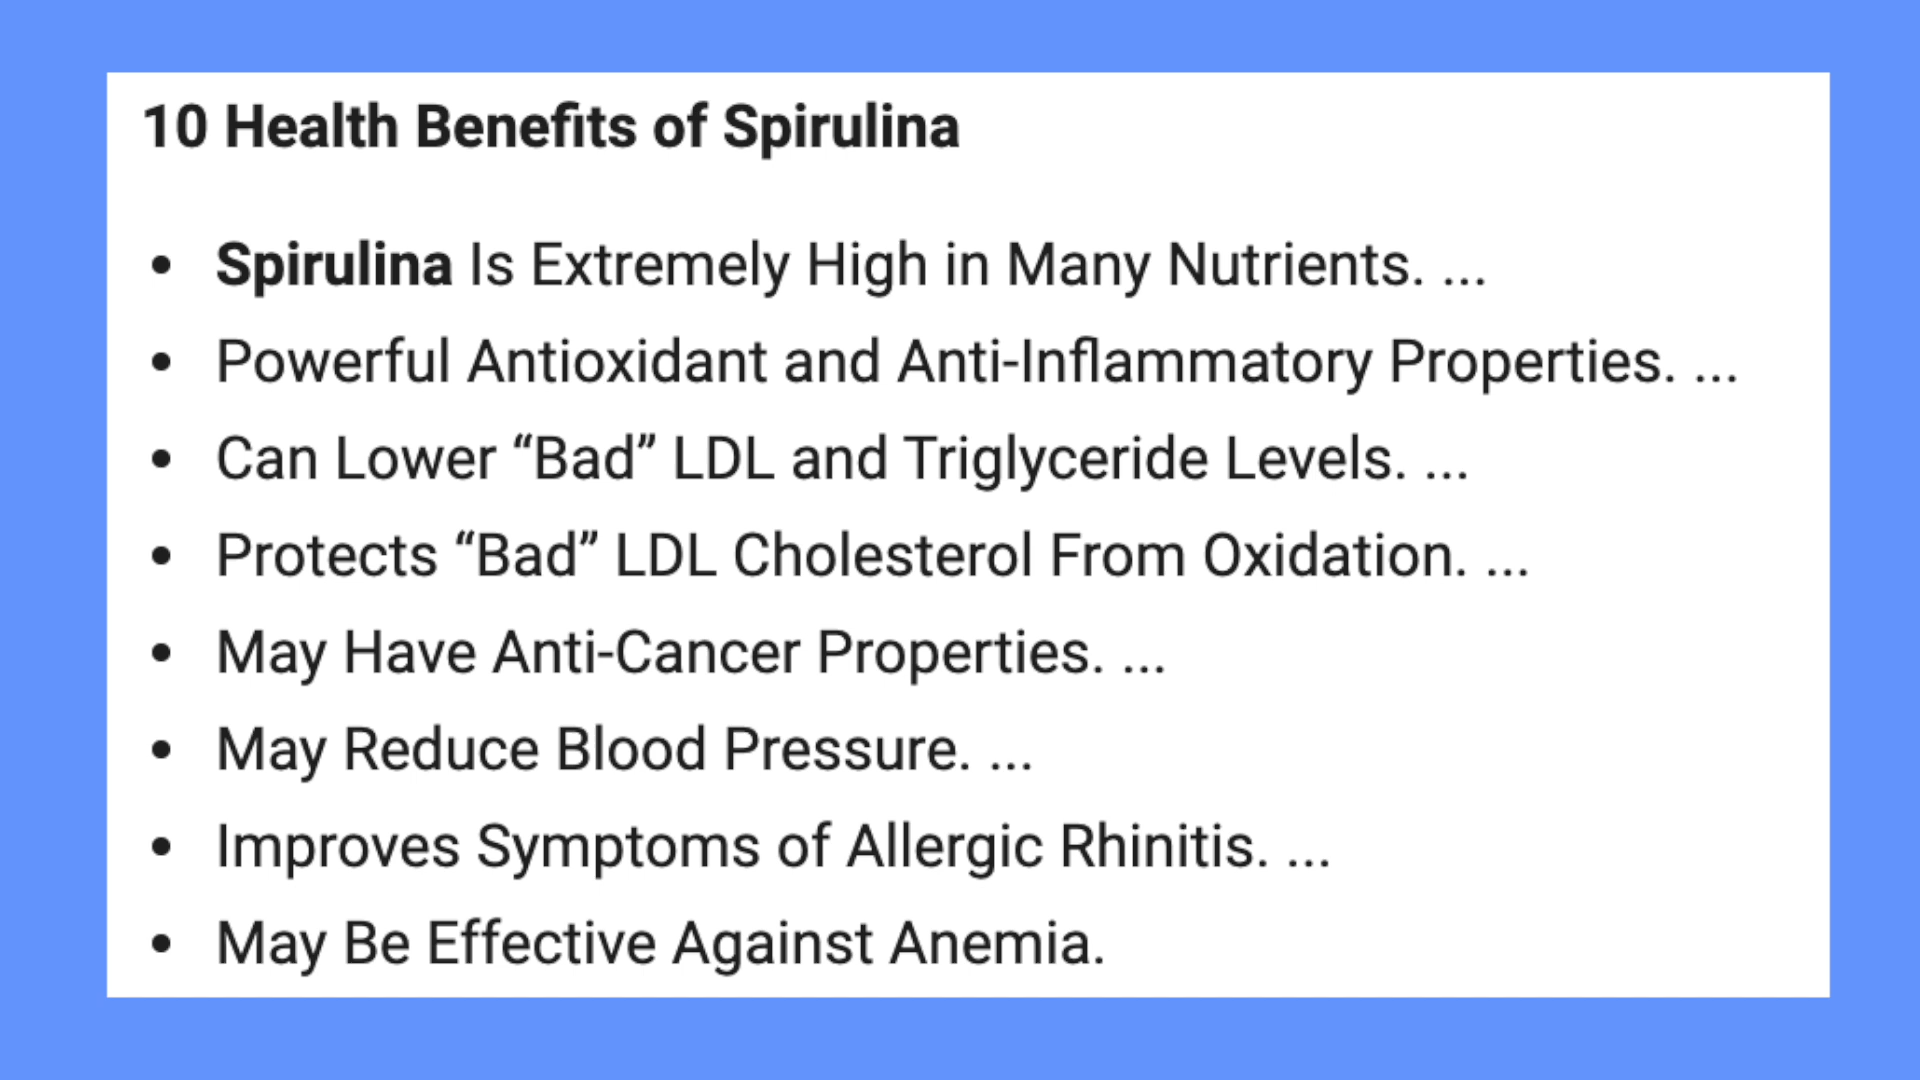 10 Health Benefits of Spirulina
• Spirulina Is Extremely High in Many Nutrients. ...
• Powerful Antioxidant and Anti-Inflammatory Properties. ...
• Can Lower “Bad” LDL and Triglyceride Levels. ...
• Protects “Bad” LDL Cholesterol From Oxidation. ...
• May Have Anti-Cancer Properties. ...
• May Reduce Blood Pressure. ...
• Improves Symptoms of Allergic Rhinitis. ...
• May Be Effective Against Anemia.